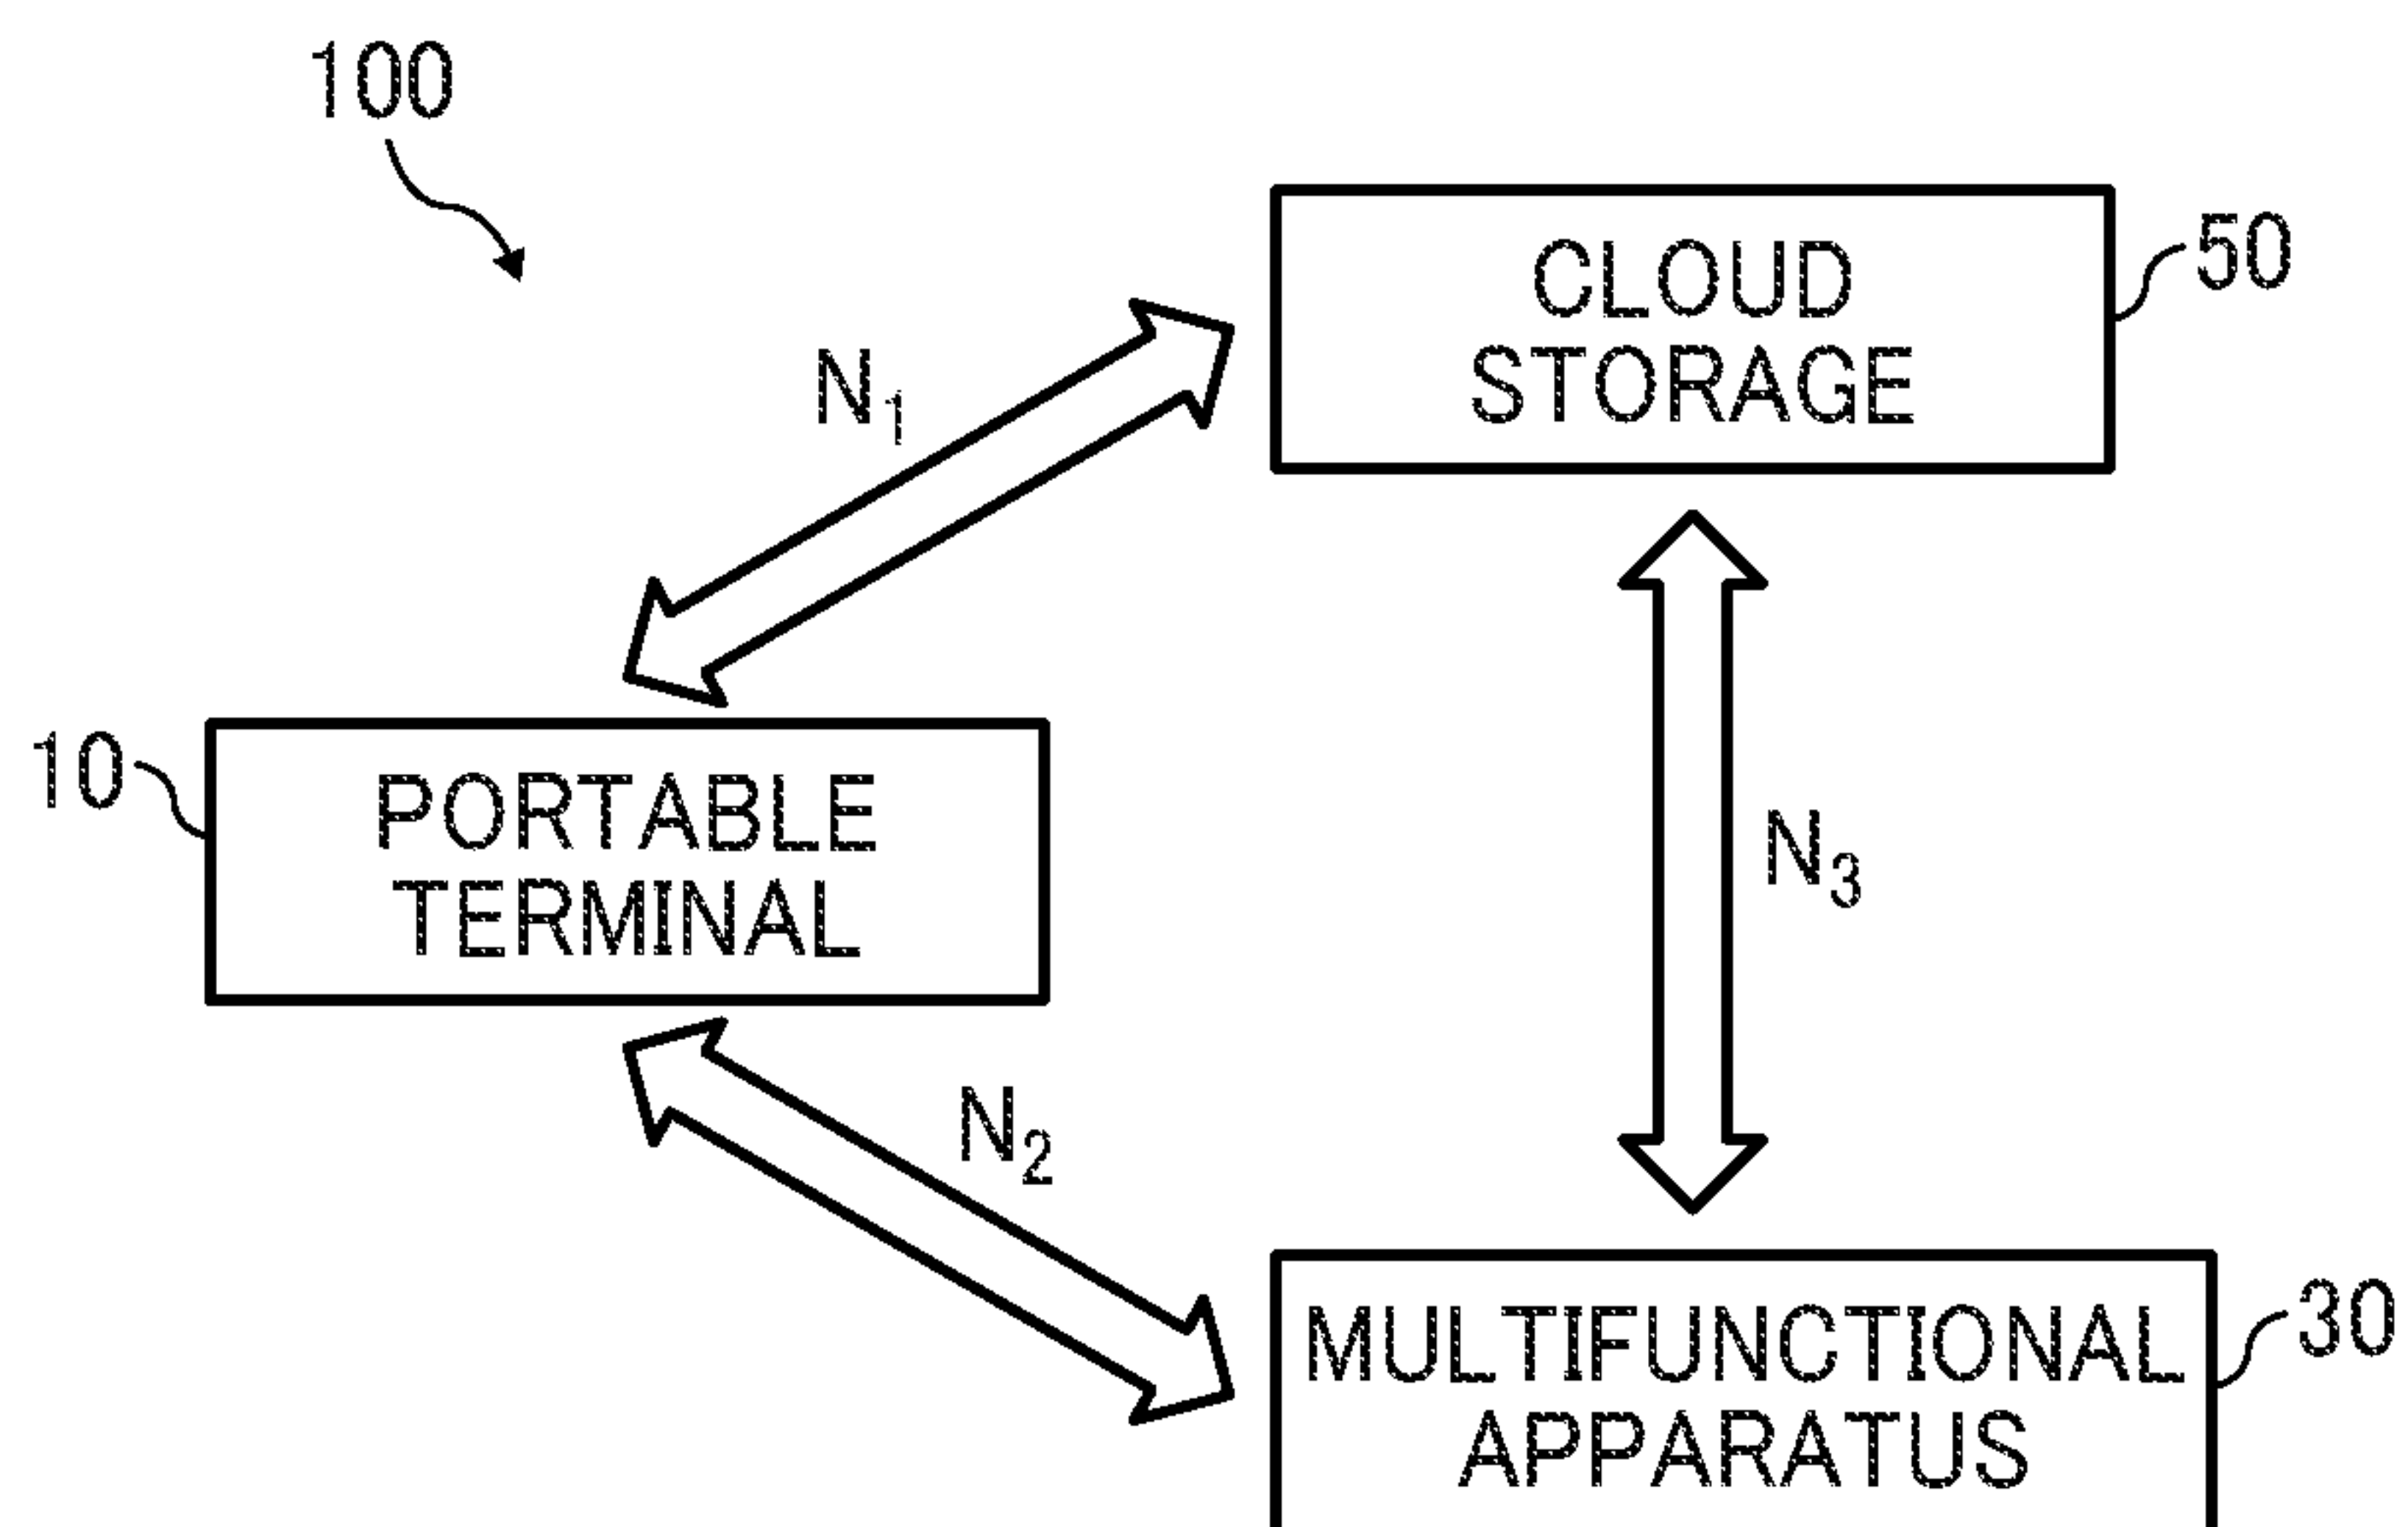 100
CLOUD
STORAGE
50
N1
10
PORTABLE
TERMINAL
N3
N2
MULTIFUNCTIONAL
APPARATUS
30